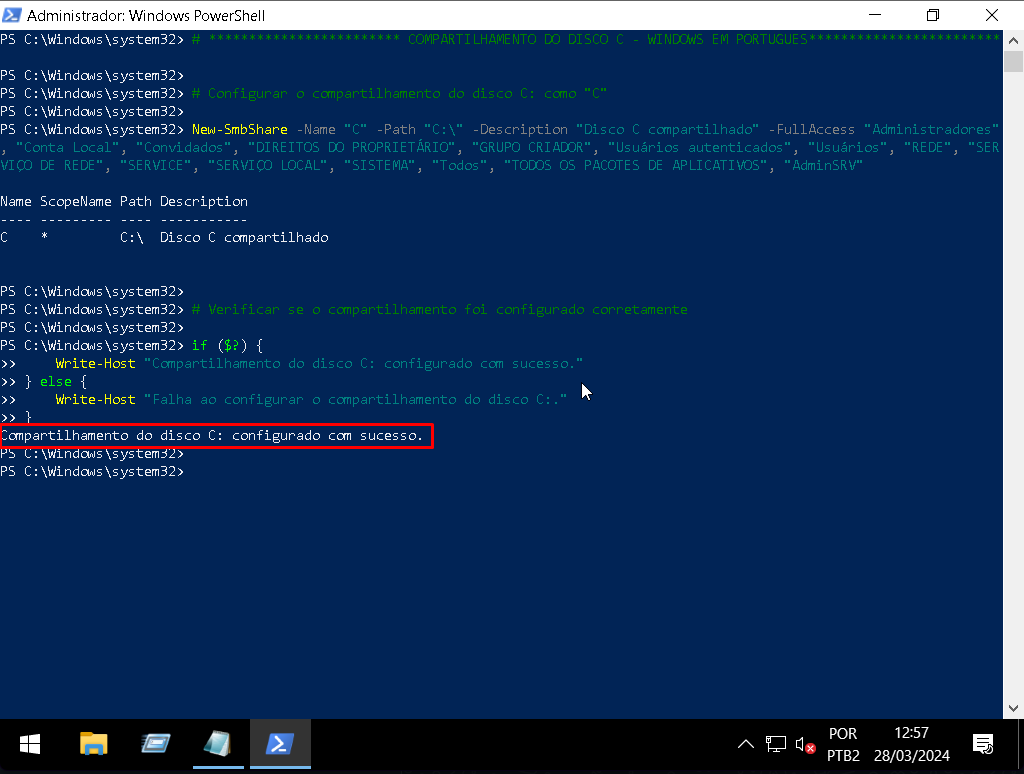 Administrador: Windows PowerShell
PS C:\Windows\system32> # ************************ COMPARTILHAMENTO DO DISCO C - WINDOWS EM PORTUGUES************************
PS C:\Windows\system32>
PS C:\Windows\system32> # Configurar o compartilhamento do disco C: como "C"
PS C:\Windows\system32>
PS C:\Windows\system32> New-SmbShare -Name "C" -Path "C:\" -Description "Disco C compartilhado" -FullAccess "Administradores"
, "Conta Local", "Convidados", "DIREITOS DO PROPRIETÁRIO", "GRUPO CRIADOR", "Usuários autenticados", "Usuários", "REDE", "SER
VIÇO DE REDE", "SERVICE", "SERVIÇO LOCAL", "SISTEMA", "Todos", "TODOS OS PACOTES DE APLICATIVOS", "AdminSRV"
Name ScopeName Path Description
---- --------- ---- -----------
C    *         C:\  Disco C compartilhado
PS C:\Windows\system32>
PS C:\Windows\system32> # Verificar se o compartilhamento foi configurado corretamente
PS C:\Windows\system32>
PS C:\Windows\system32> if ($?) {
>>     Write-Host "Compartilhamento do disco C: configurado com sucesso."
>> } else {
>>     Write-Host "Falha ao configurar o compartilhamento do disco C:."
>> }
Compartilhamento do disco C: configurado com sucesso.
PS C:\Windows\system32>
PS C:\Windows\system32>
POR
PTB2
12:57
28/03/2024